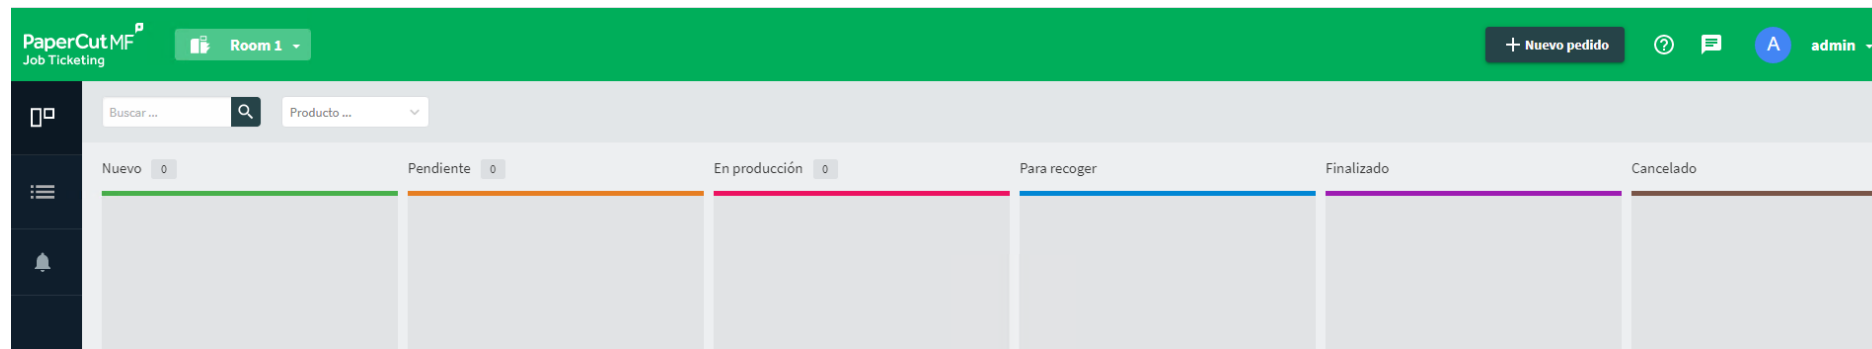 PaperCut MF
Job Ticketing
Room 1
+ Nuevo pedido
A
admin
Buscar ...
Producto ...
Nuevo 0
Pendiente 0
En producción 0
Para recoger
Finalizado
Cancelado